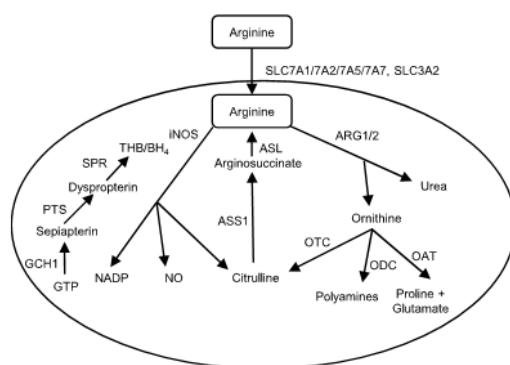 Arginine
SLC7A1/7A2/7A5/7A7, SLC3A2
Arginine
iNOS
ARG1/2
THB/BH4
ASL
SPR
Arginosuccinate
Dyspropterin
Urea
PTS
Ornithine
Sepiapterin
ASS1
OTC
GCH1
ODC
OAT
NADP
NO
Citrulline
GTP
Polyamines
Proline +
Glutamate